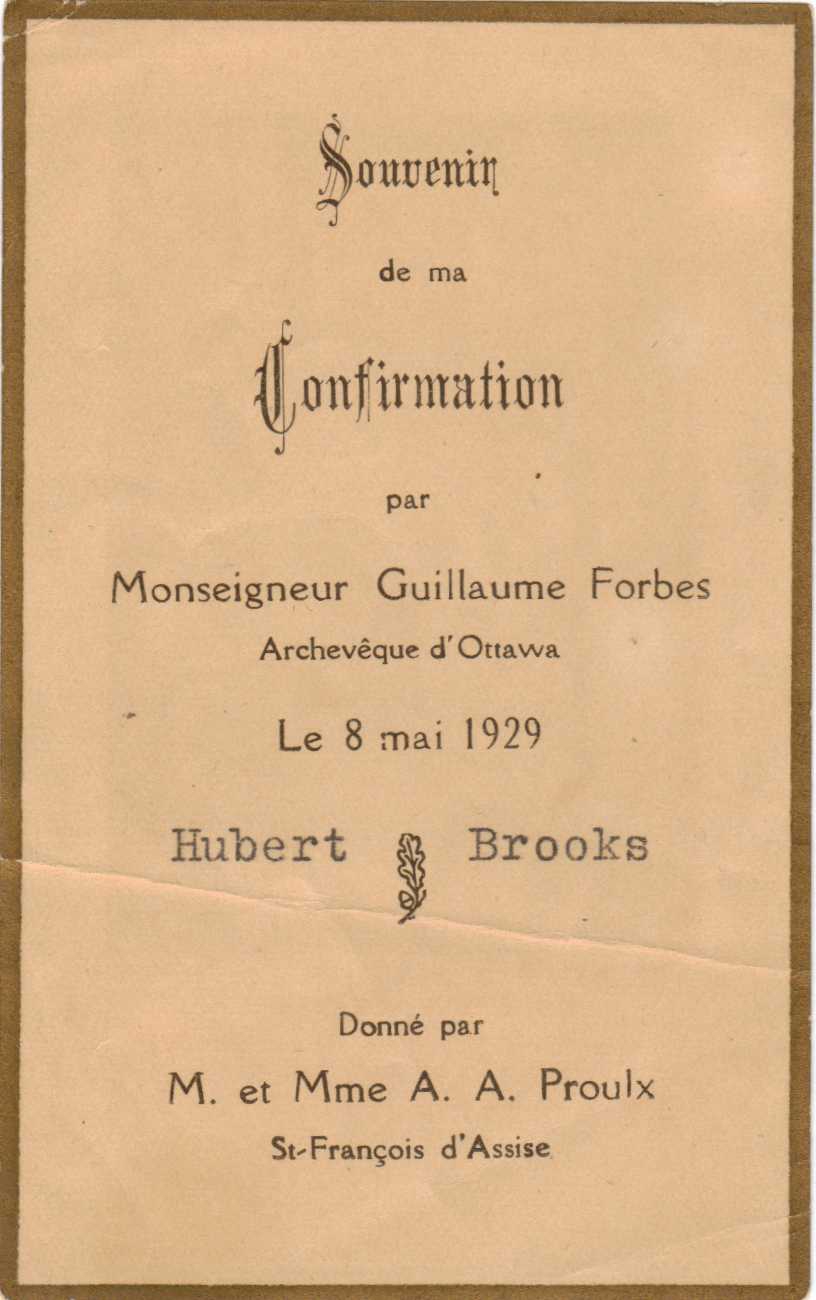 Souvenir
de ma
Confirmation
par
Monseigneur Guillaume Forbes
Archevêque d'Ottawa
Le 8 mai 1929
Hubert Brooks
Donné par
M. et Mme A. A. Proulx
St-François d'Assise